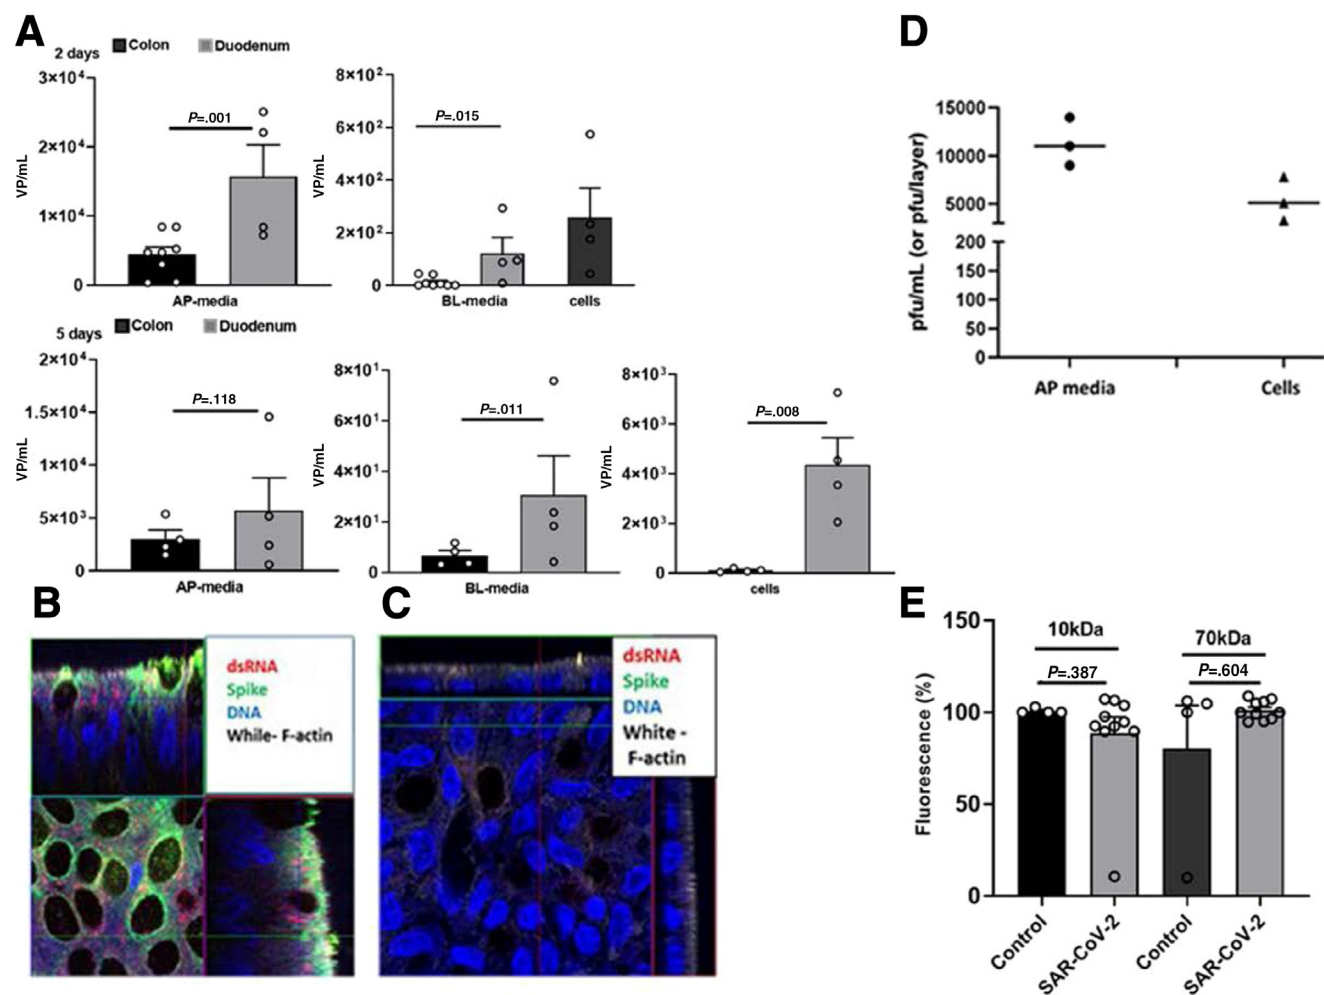 A
2 days
Colon
Duodenum
3×10⁴
2×10⁴
1×10⁴
0
VP/mL
P=.001
AP-media
8×10²
6×10²
4×10²
2×10²
0
VP/mL
P=.015
BL-media
cells
5 days
Colon
Duodenum
2×10⁴
1.5×10⁴
1×10⁴
5×10³
0
VP/mL
P=.118
AP-media
8×10¹
6×10¹
4×10¹
2×10¹
0
VP/mL
P=.011
BL-media
8×10³
6×10³
4×10³
2×10³
0
VP/mL
P=.008
cells
B
dsRNA
Spike
DNA
While- F-actin
C
dsRNA
Spike
DNA
White -
F-actin
D
15000
10000
5000
200
150
100
50
0
pfu/mL (or pfu/layer)
AP media
Cells
E
150
100
50
0
Fluorescence (%)
10kDa
P=.387
70kDa
P=.604
Control
SAR-CoV-2
Control
SAR-CoV-2